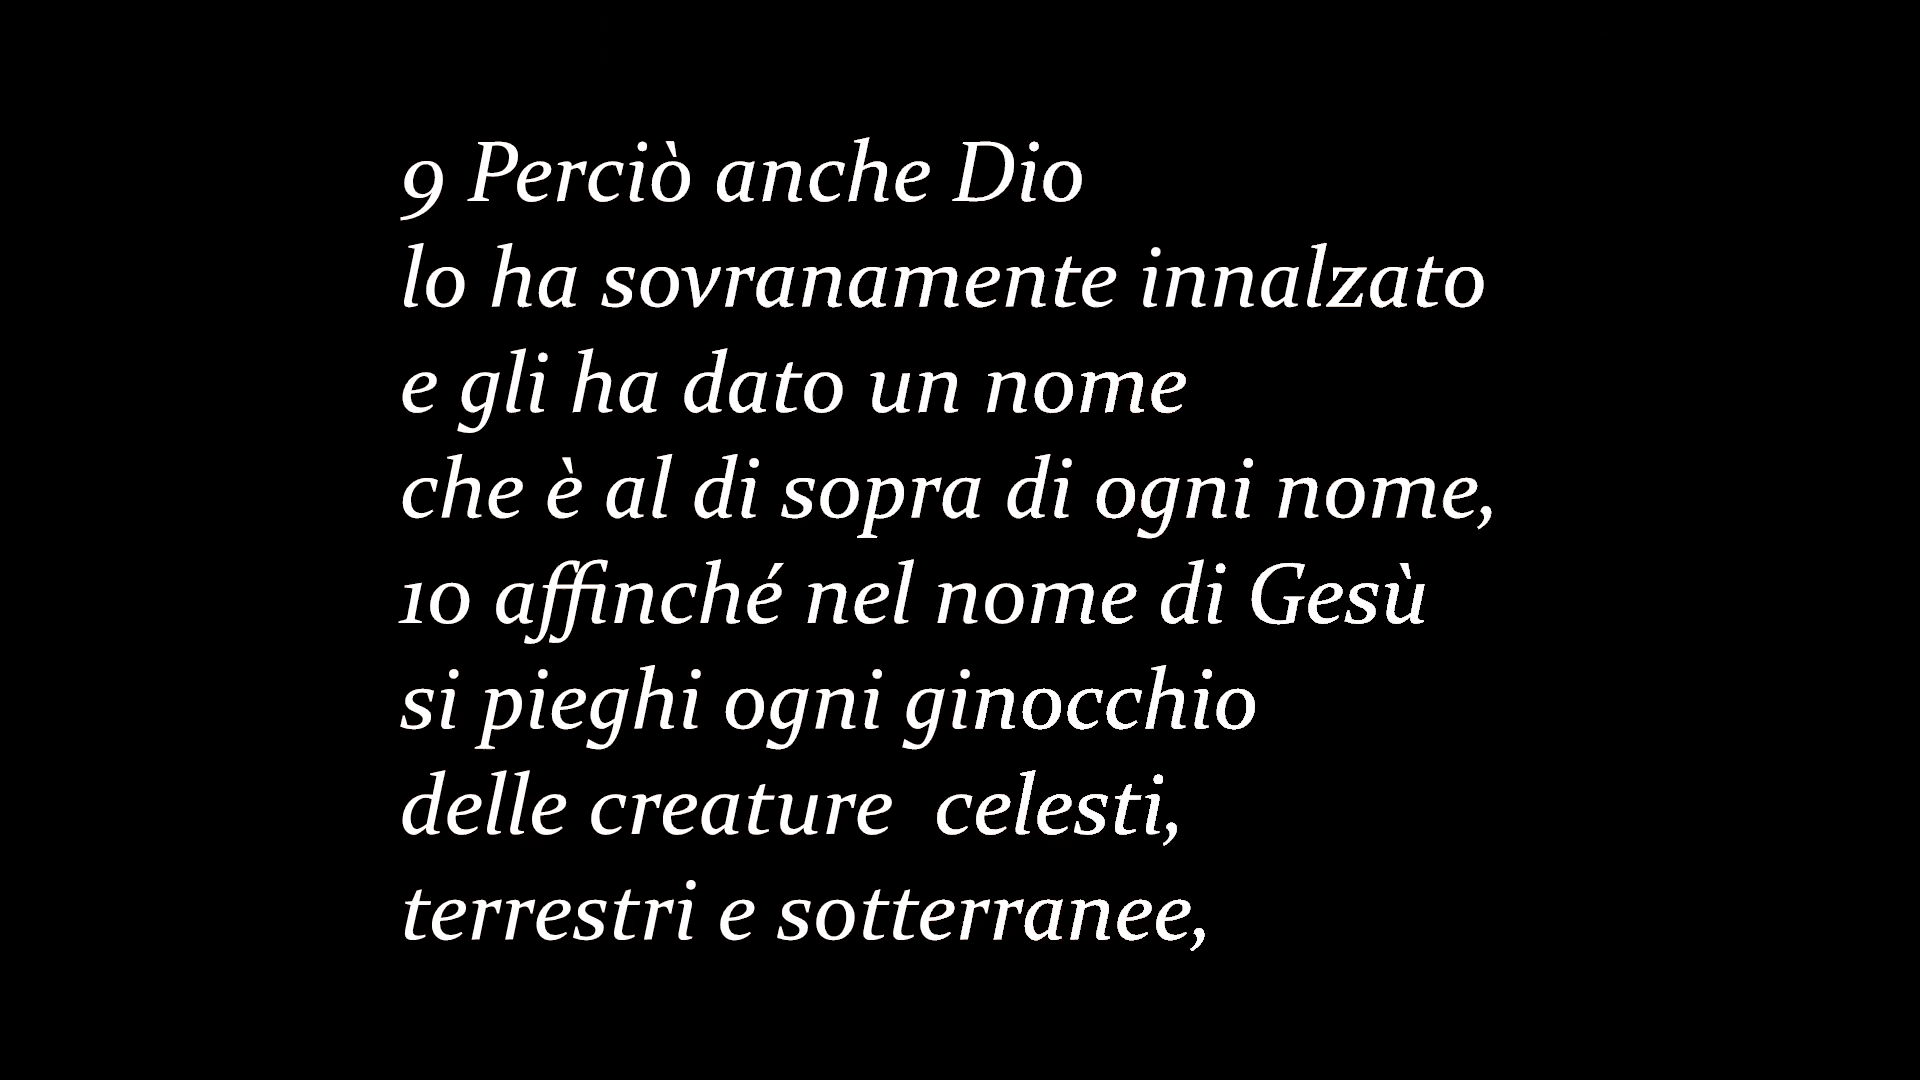 9 Perciò anche Dio
lo ha sovranamente innalzato
e gli ha dato un nome
che è al di sopra di ogni nome,
10 affinché nel nome di Gesù
si pieghi ogni ginocchio
delle creature  celesti,
terrestri e sotterranee,